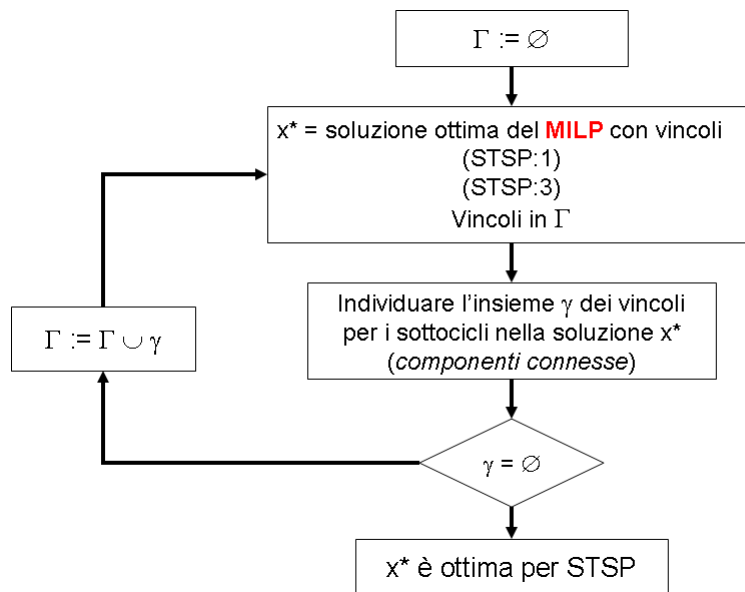 Γ := ∅
x* = soluzione ottima del MILP con vincoli
(STSP:1)
(STSP:3)
Vincoli in Γ
Individuare l'insieme γ dei vincoli
per i sottocicli nella soluzione x*
(componenti connesse)
Γ := Γ ∪ γ
γ = ∅
x* è ottima per STSP